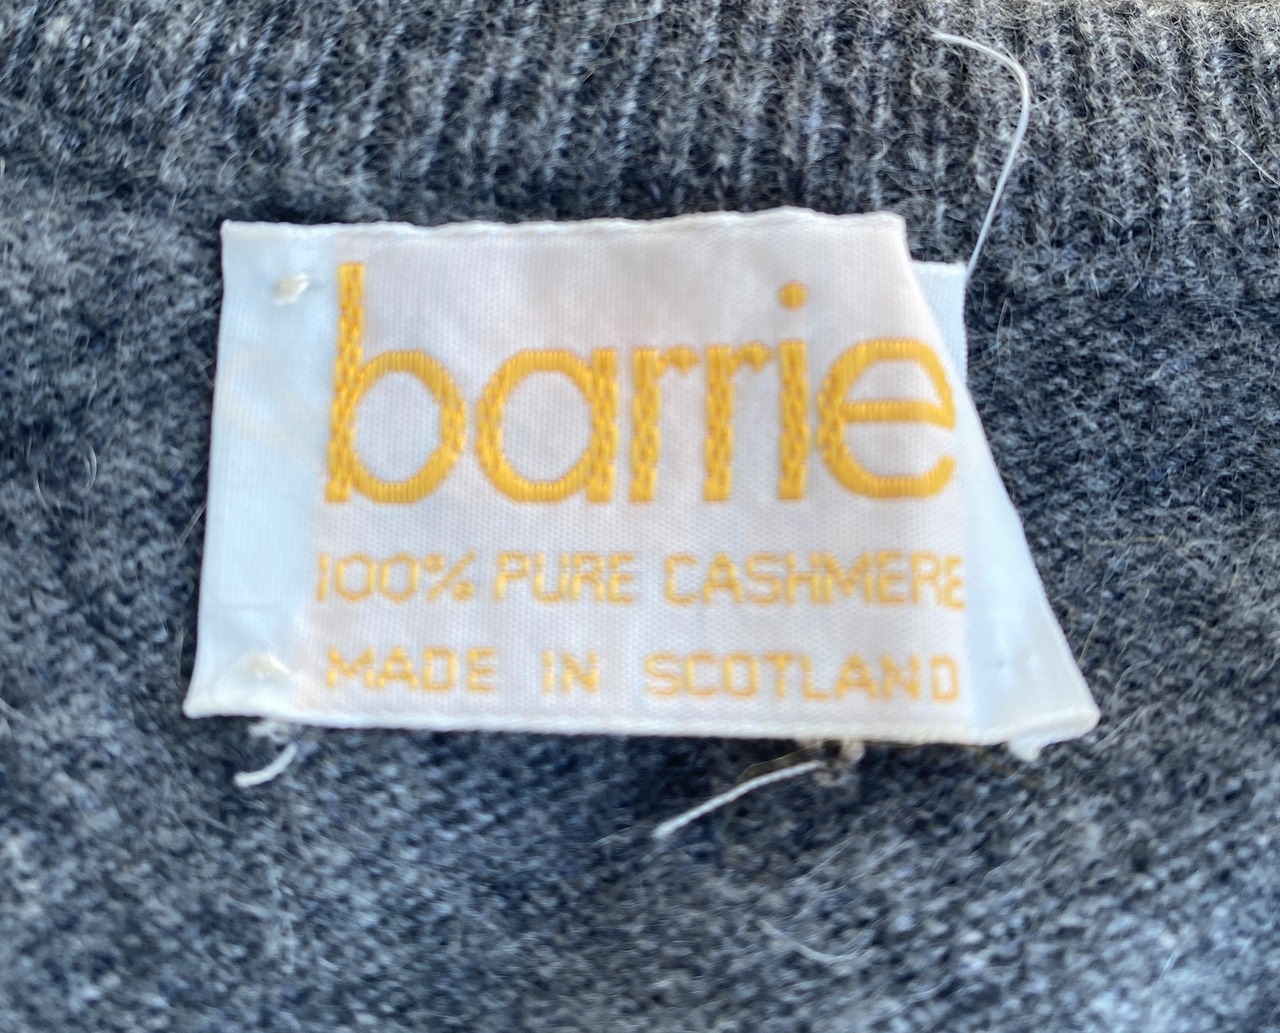 barrie
100% PURE CASHMERE
MADE IN SCOTLAND